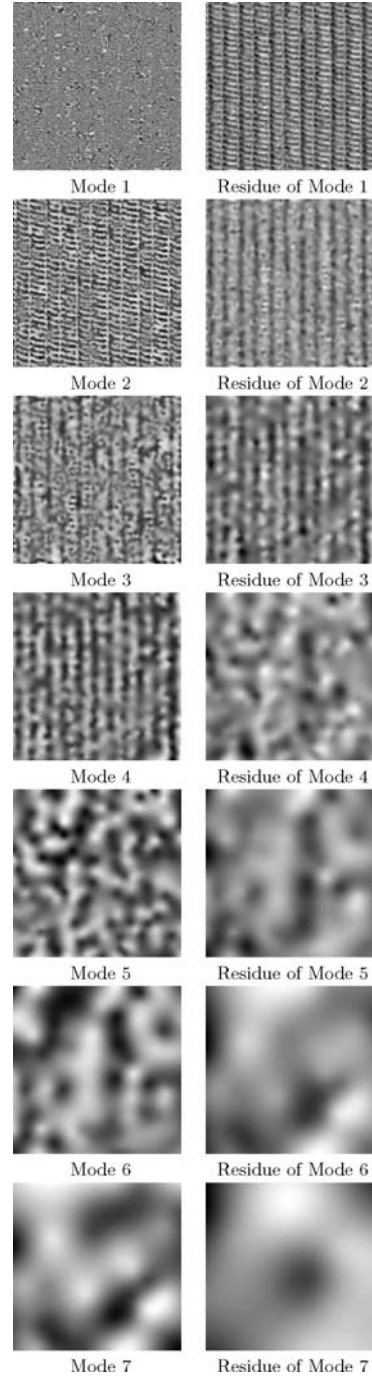 Mode 1 Residue of Mode 1
Mode 2 Residue of Mode 2
Mode 3 Residue of Mode 3
Mode 4 Residue of Mode 4
Mode 5 Residue of Mode 5
Mode 6 Residue of Mode 6
Mode 7 Residue of Mode 7